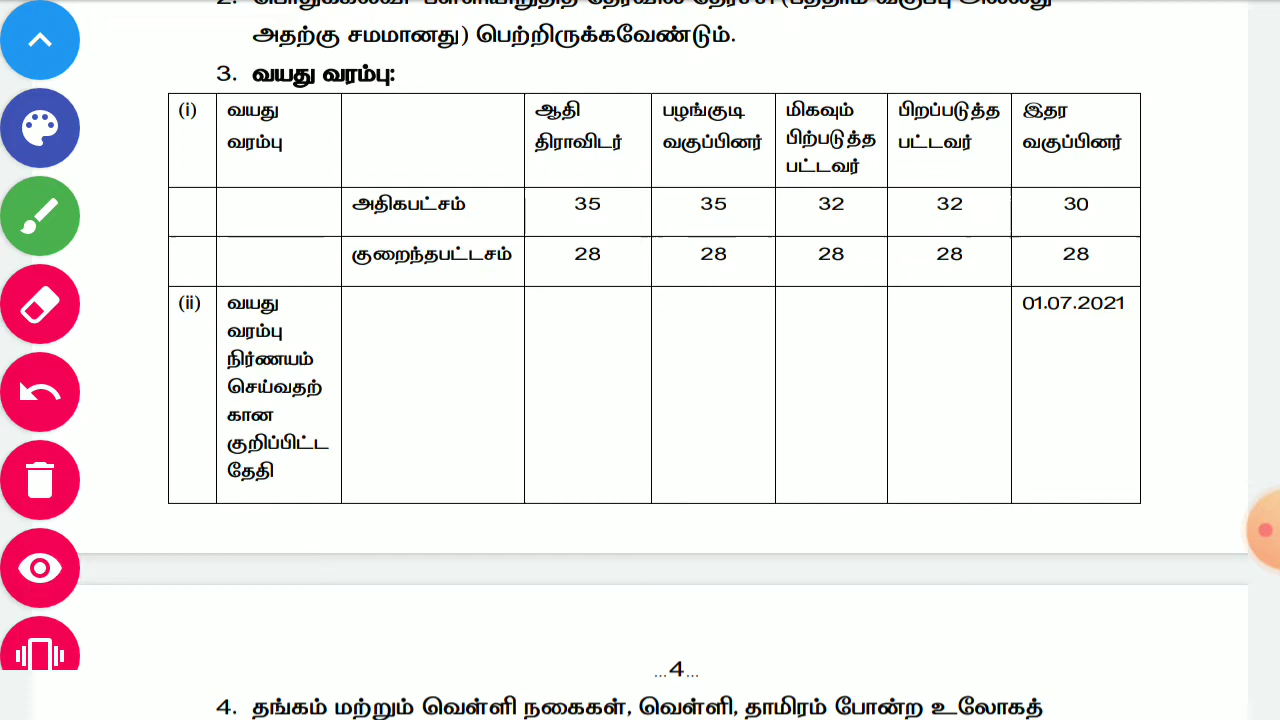 அதற்கு சமமானது) பெற்றிருக்கவேண்டும்.
3. வயது வரம்பு:
(i) வயது வரம்பு ஆதி திராவிடர் பழங்குடி வகுப்பினர் மிகவும் பிற்படுத்த பட்டவர் பிறப்படுத்த பட்டவர் இதர வகுப்பினர்
அதிகபட்சம் 35 35 32 32 30
குறைந்தபட்டசம் 28 28 28 28 28
(ii) வயது வரம்பு நிர்ணயம் செய்வதற் கான குறிப்பிட்ட தேதி 01.07.2021
...4...
4. தங்கம் மற்றும் வெள்ளி நகைகள், வெள்ளி, தாமிரம் போன்ற உலோகத்